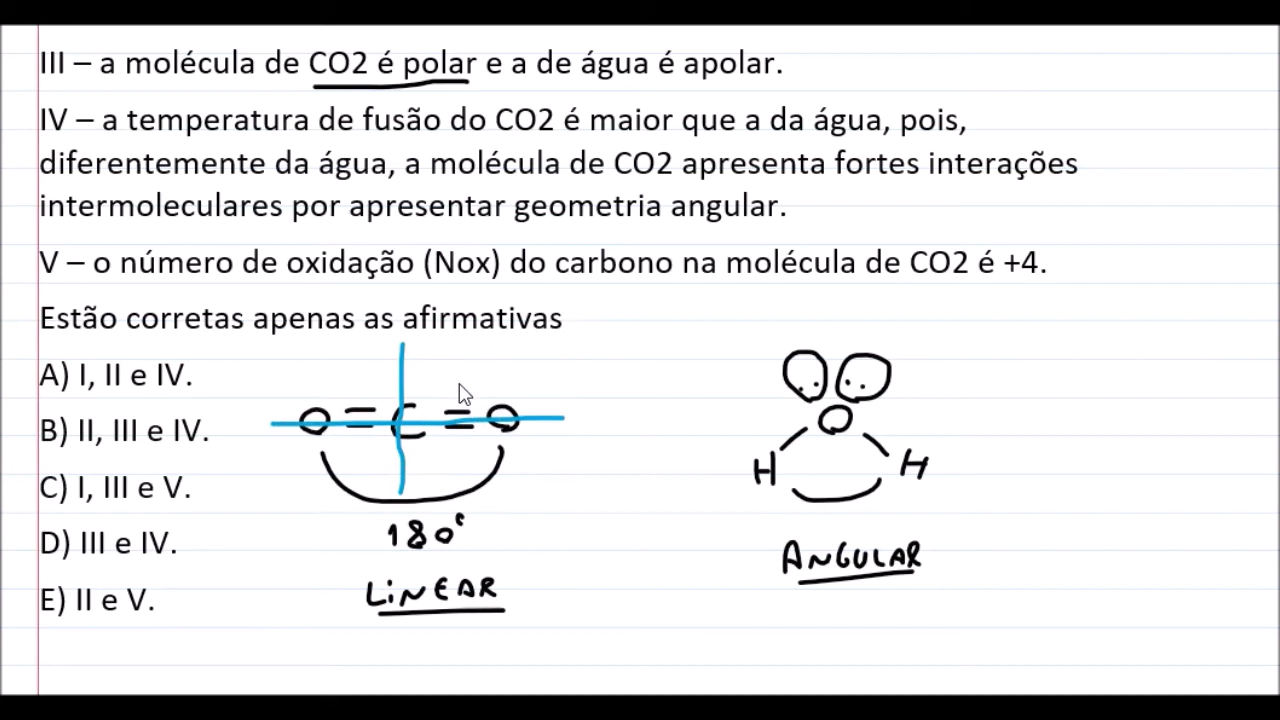 III – a molécula de CO2 é polar e a de água é apolar.
IV – a temperatura de fusão do CO2 é maior que a da água, pois,
diferentemente da água, a molécula de CO2 apresenta fortes interações
intermoleculares por apresentar geometria angular.
V – o número de oxidação (Nox) do carbono na molécula de CO2 é +4.
Estão corretas apenas as afirmativas
A) I, II e IV.
B) II, III e IV.
C) I, III e V.
D) III e IV.
E) II e V.
O = C = O
180°
LINEAR
O
H H
ANGULAR